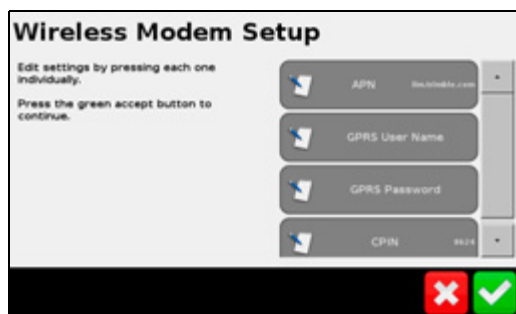 Wireless Modem Setup
Edit settings by pressing each one
individually.
Press the green accept button to
continue.
APN
GPRS User Name
GPRS Password
CPIN